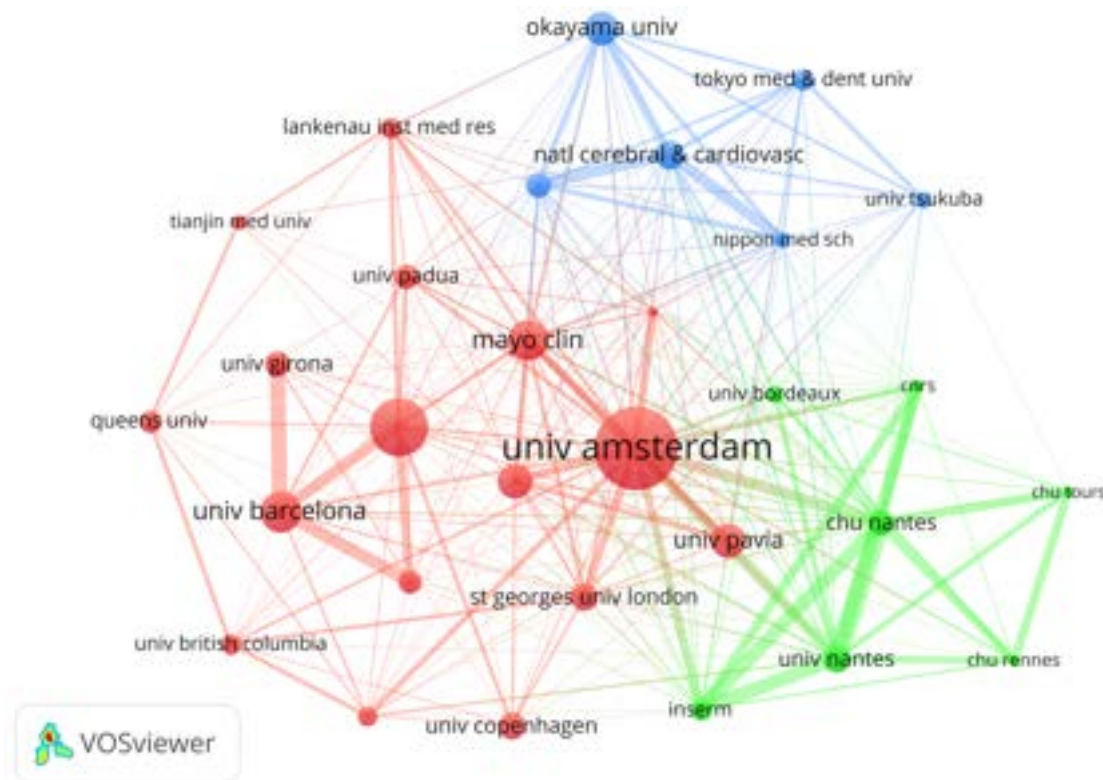 okayama univ
tokyo med & dent univ
lankenau inst med res
natl cerebral & cardiovasc
univ tsukuba
tianjin med univ
nippon med sch
univ padua
mayo clin
univ girona
univ bordeaux
cnrs
queens univ
univ amsterdam
chu tours
univ barcelona
chu nantes
univ pavia
st georges univ london
univ british columbia
univ nantes
chu rennes
inserm
univ copenhagen
VOSviewer